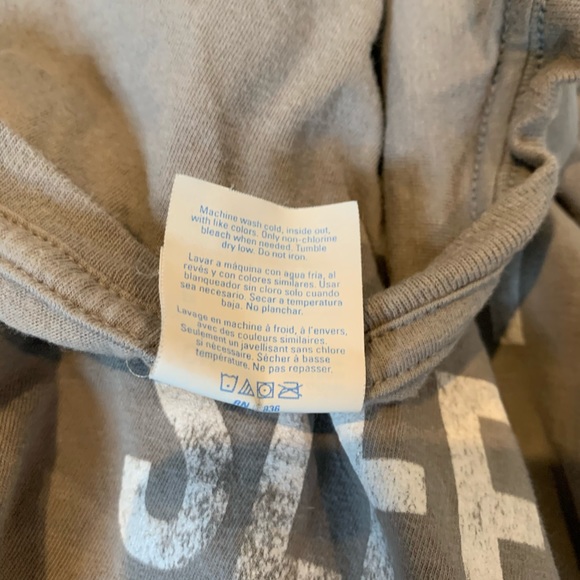 Machine wash cold, inside out,
with like colors. Only non-chlorine
bleach when needed. Tumble
dry low. Do not iron.
Lavar a máquina con agua fria, al
revés y con colores similares. Usar
blanqueador sin cloro solo cuando
sea necesario. Secar a temperatura
baja. No planchar.
Lavage en machine à froid, à l'envers,
avec des couleurs similaires.
Seulement un javellisant sans chlore
si nécessaire. Sécher à basse
température. Ne pas repasser.
RN